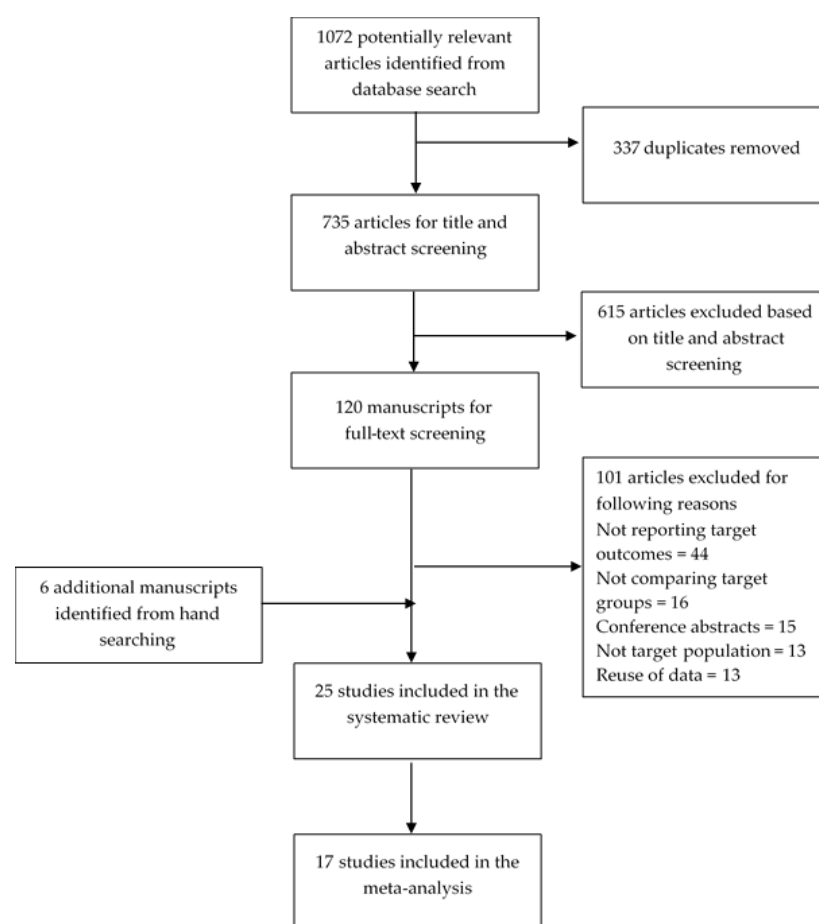 1072 potentially relevant
articles identified from
database search
337 duplicates removed
735 articles for title and
abstract screening
615 articles excluded based
on title and abstract
screening
120 manuscripts for
full-text screening
101 articles excluded for
following reasons
Not reporting target
outcomes = 44
Not comparing target
groups = 16
Conference abstracts = 15
Not target population = 13
Reuse of data = 13
6 additional manuscripts
identified from hand
searching
25 studies included in the
systematic review
17 studies included in the
meta-analysis